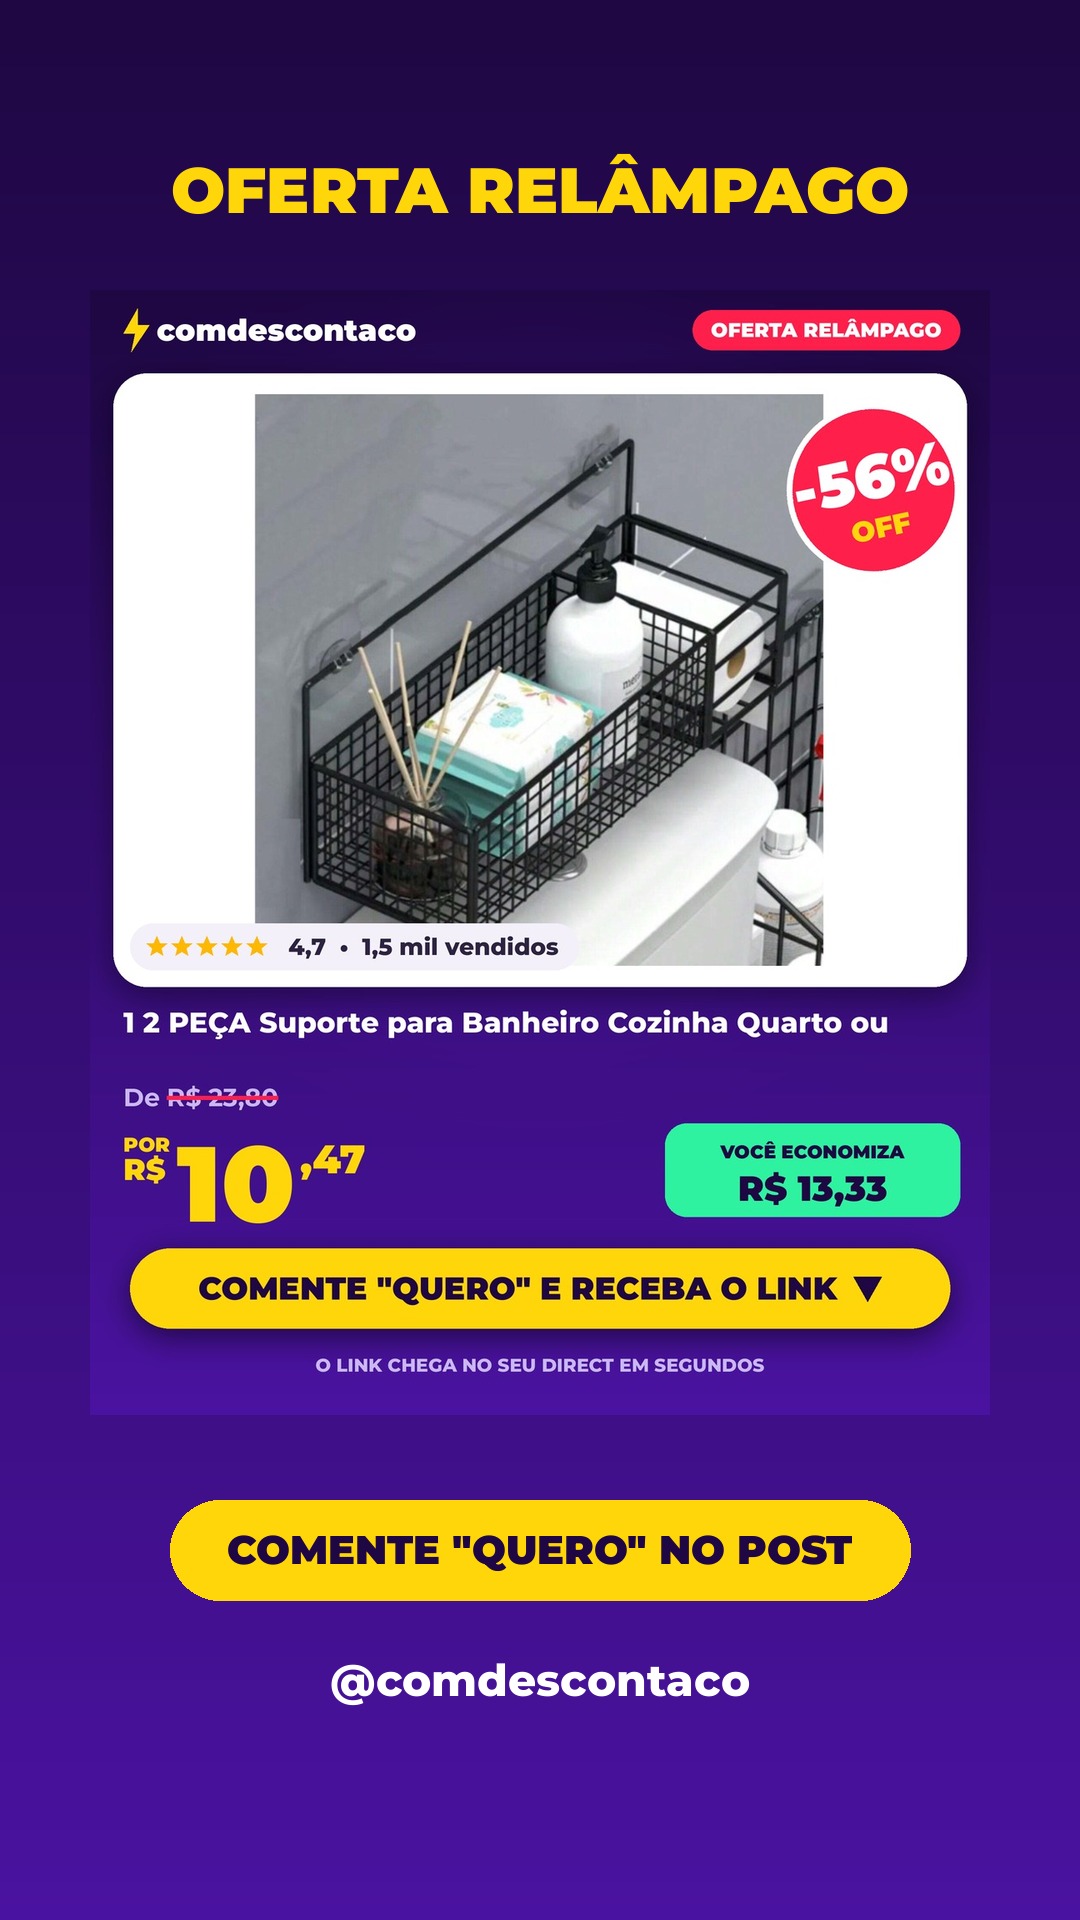 OFERTA RELÂMPAGO
comdescontaco
OFERTA RELÂMPAGO
-56%
OFF
4,7 • 1,5 mil vendidos
1 2 PEÇA Suporte para Banheiro Cozinha Quarto ou
De R$ 23,80
POR
R$ 10,47
VOCÊ ECONOMIZA
R$ 13,33
COMENTE "QUERO" E RECEBA O LINK ▼
O LINK CHEGA NO SEU DIRECT EM SEGUNDOS
COMENTE "QUERO" NO POST
@comdescontaco